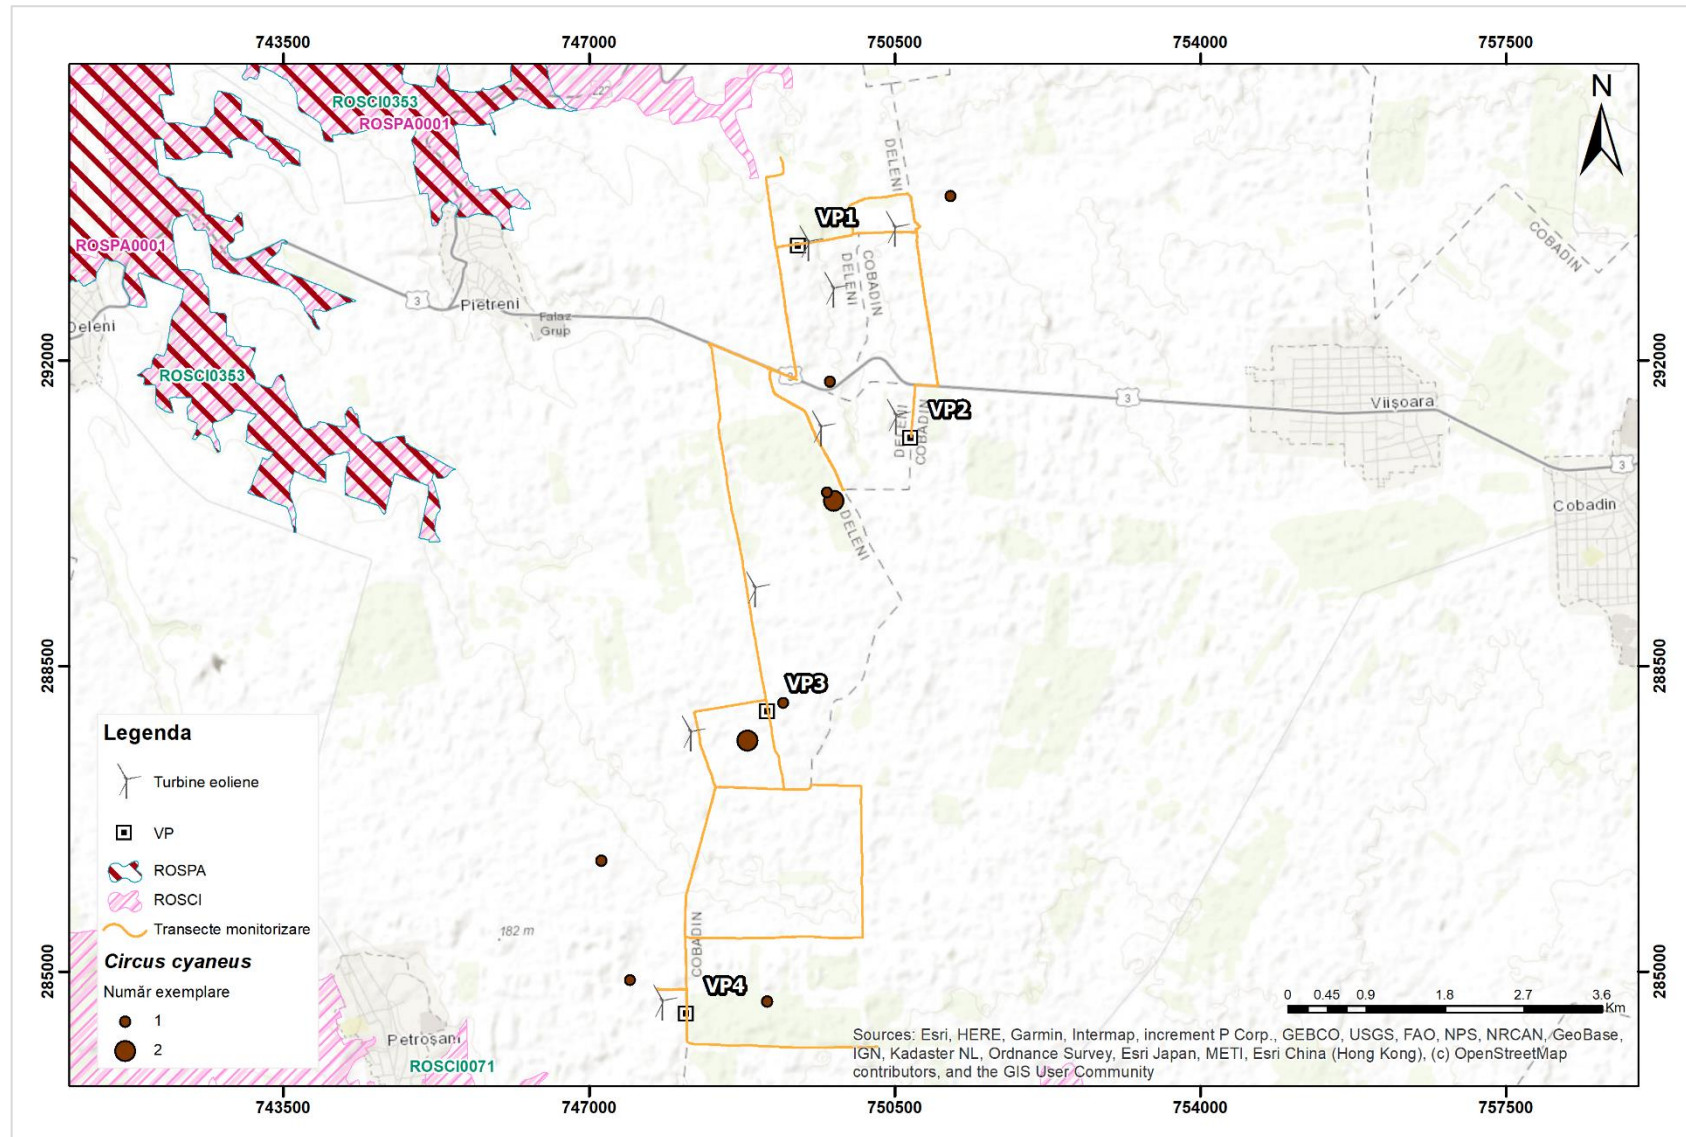 743500 747000 750500 754000 757500
N
ROSCI0353
ROSPA0001
DELENI
VP1
ROSPA0001
COBADIN
DELENI
COBADIN
3
Pietreni
Falaz
Grup
Deleni
292000
292000
ROSCI0353
3
Viișoara
VP2
DELENI
COBADIN
3
Cobadin
DELENI
288500
288500
VP3
Legenda
Turbine eoliene
VP
ROSPA
ROSCI
Transecte monitorizare
Circus cyaneus
Număr exemplare
1
2
182 m
COBADIN
285000
285000
VP4
0 0.45 0.9 1.8 2.7 3.6
Km
Petroșani
ROSCI0071
Sources: Esri, HERE, Garmin, Intermap, increment P Corp., GEBCO, USGS, FAO, NPS, NRCAN, GeoBase,
IGN, Kadaster NL, Ordnance Survey, Esri Japan, METI, Esri China (Hong Kong), (c) OpenStreetMap
contributors, and the GIS User Community
743500 747000 750500 754000 757500